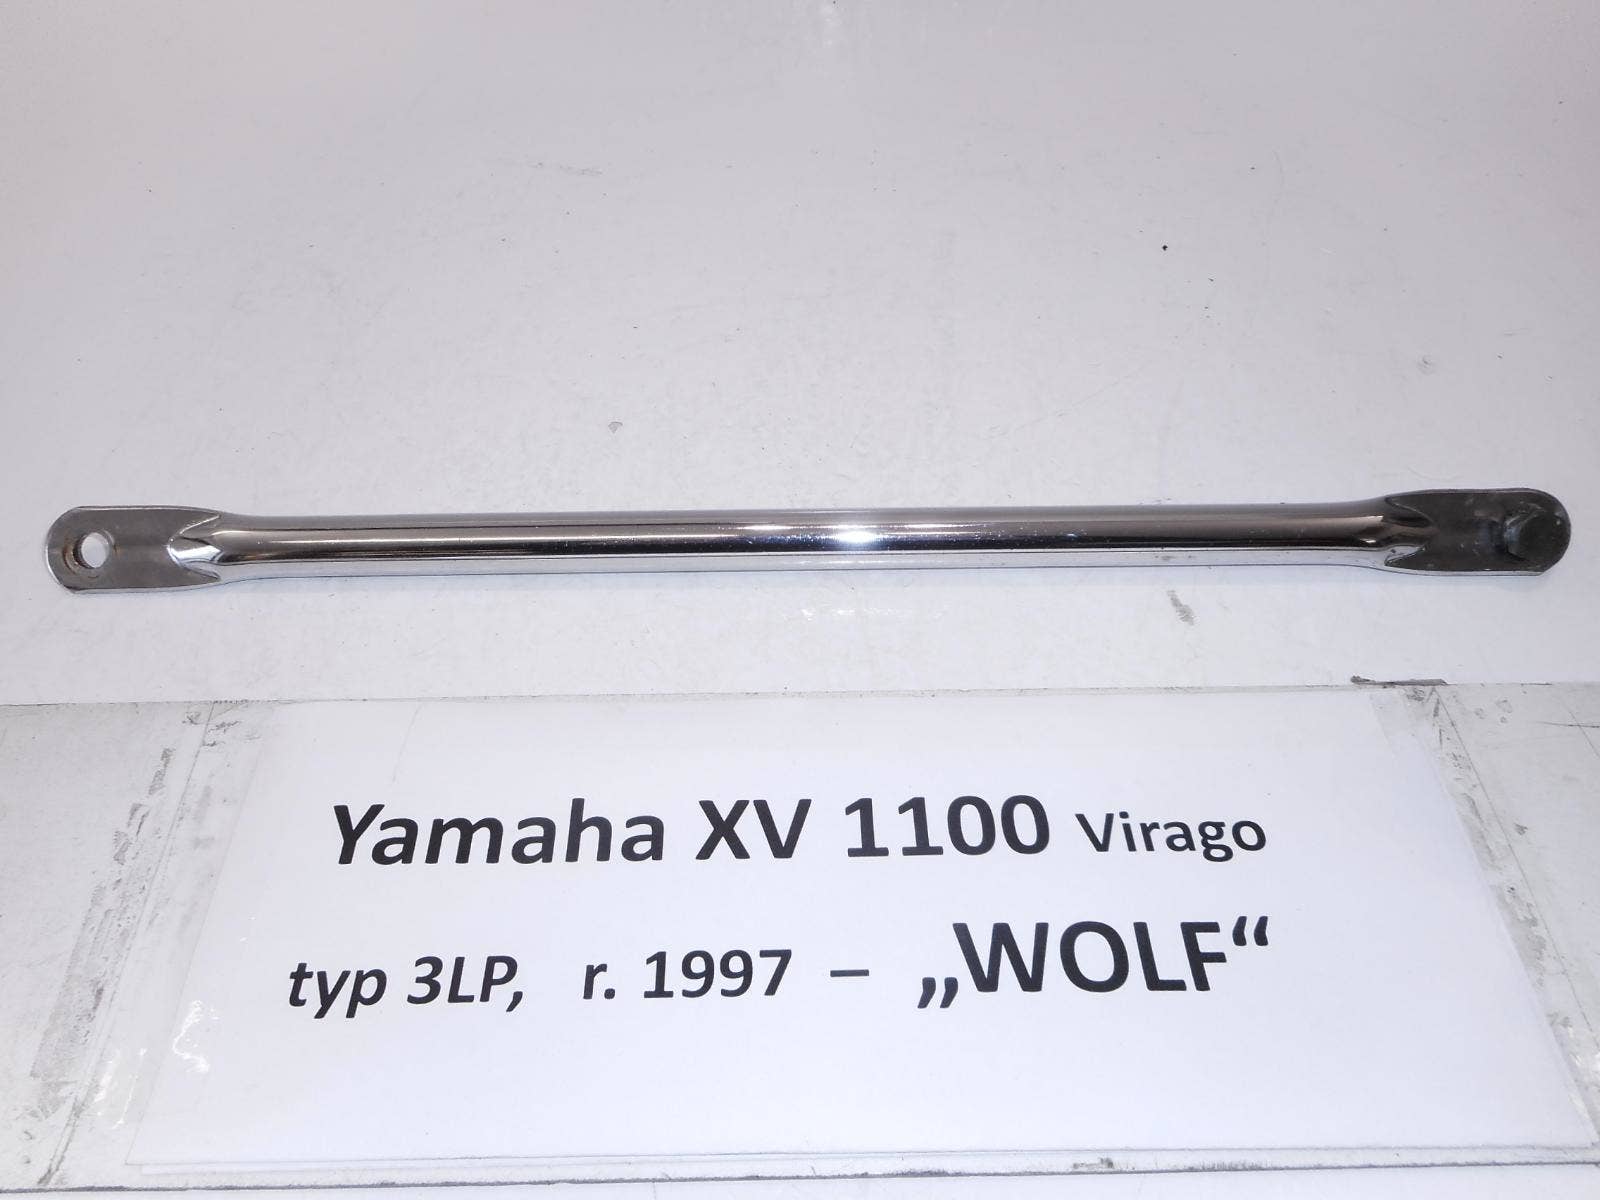 Yamaha XV 1100 Virago
typ 3LP, r. 1997 – „WOLF“